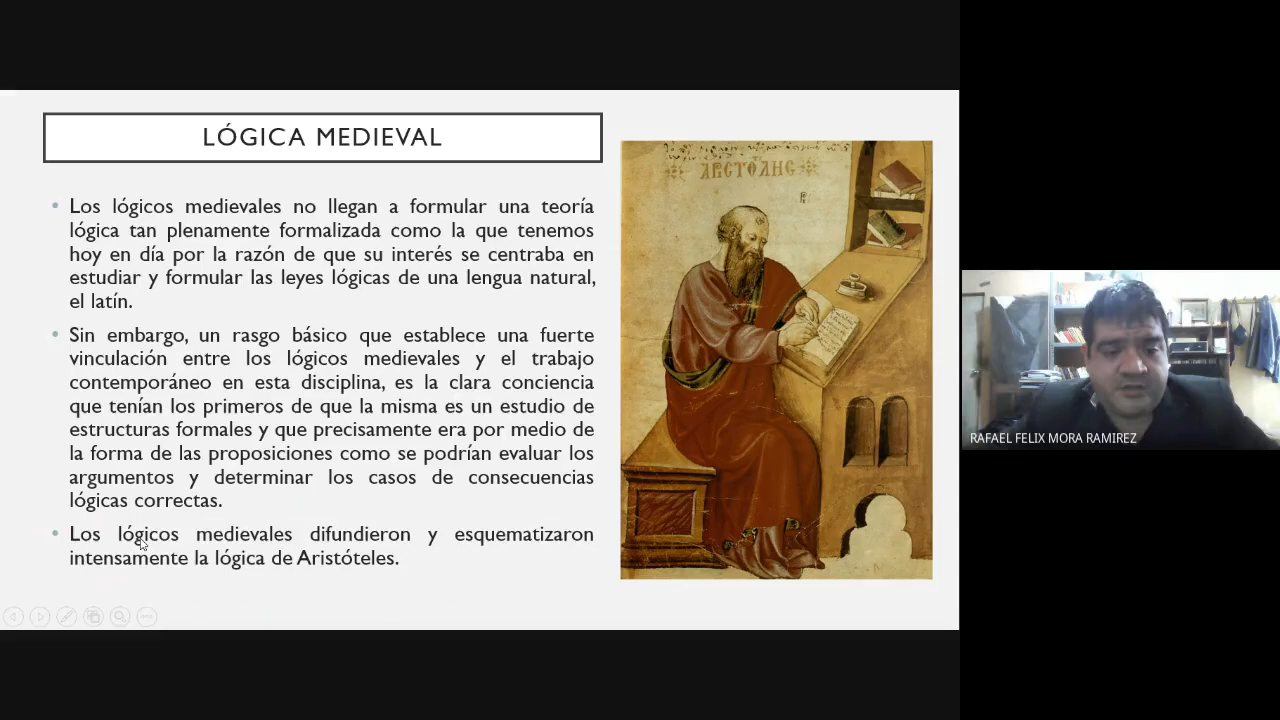 LÓGICA MEDIEVAL
Los lógicos medievales no llegan a formular una teoría
lógica tan plenamente formalizada como la que tenemos
hoy en día por la razón de que su interés se centraba en
estudiar y formular las leyes lógicas de una lengua natural,
el latín.
Sin embargo, un rasgo básico que establece una fuerte
vinculación entre los lógicos medievales y el trabajo
contemporáneo en esta disciplina, es la clara conciencia
que tenían los primeros de que la misma es un estudio de
estructuras formales y que precisamente era por medio de
la forma de las proposiciones como se podrían evaluar los
argumentos y determinar los casos de consecuencias
lógicas correctas.
Los lógicos medievales difundieron y esquematizaron
intensamente la lógica de Aristóteles.
RAFAEL FELIX MORA RAMIREZ